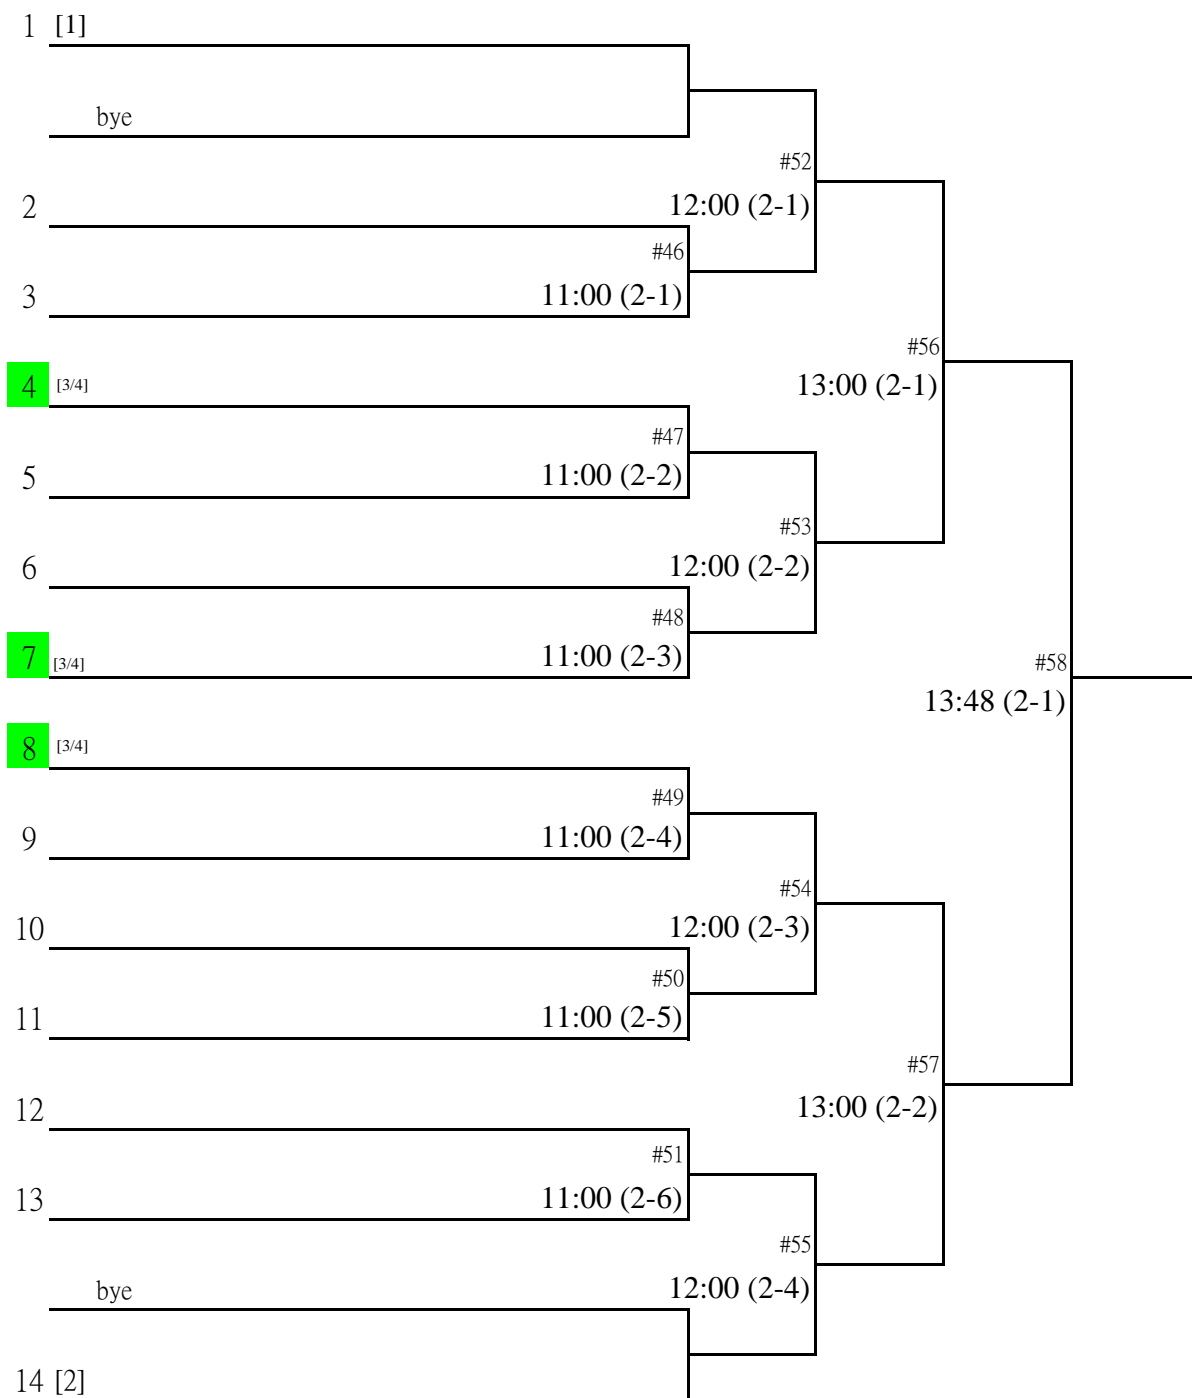 1 [1]
bye
#52
2 12:00 (2-1)
#46
3 11:00 (2-1)
#56
4 [3/4] 13:00 (2-1)
#47
5 11:00 (2-2)
#53
6 12:00 (2-2)
#48
7 [3/4] 11:00 (2-3) #58
13:48 (2-1)
8 [3/4]
#49
9 11:00 (2-4)
#54
10 12:00 (2-3)
#50
11 11:00 (2-5)
#57
12 13:00 (2-2)
#51
13 11:00 (2-6)
#55
bye 12:00 (2-4)
14 [2]